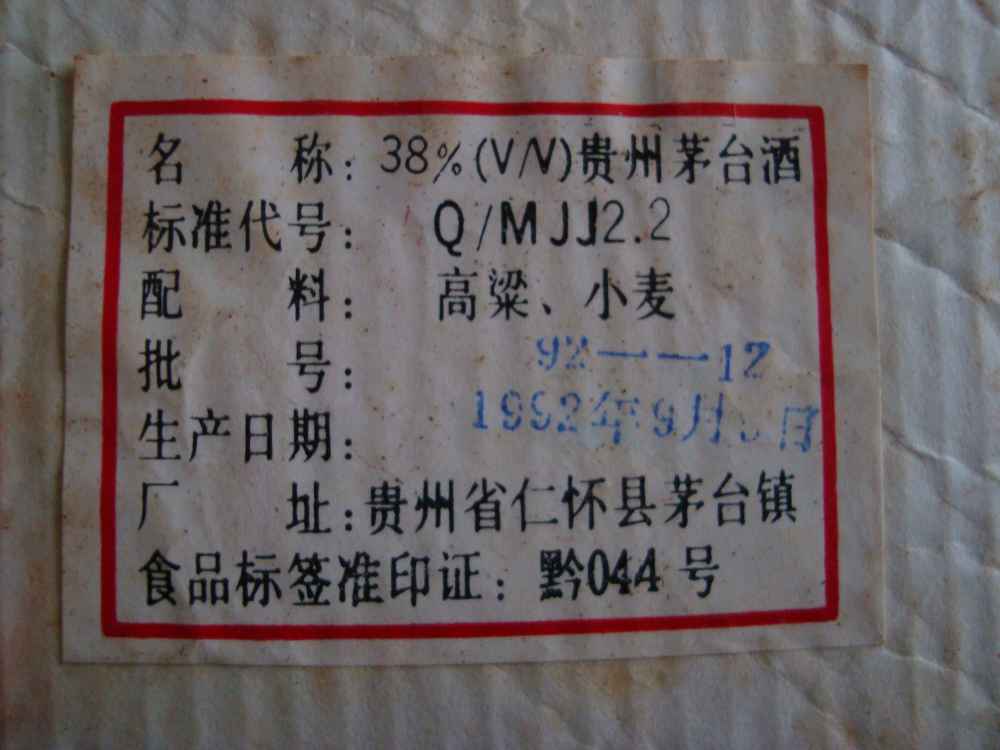 名称：38%(V/V)贵州茅台酒
标准代号：Q/MJJ2.2
配料：高粱、小麦
批号：92——12
生产日期：1992年9月 日
厂址：贵州省仁怀县茅台镇
食品标签准印证：黔044号